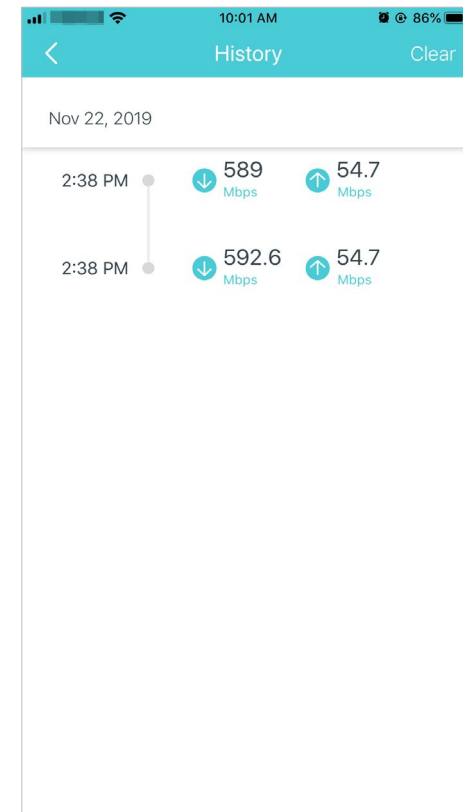 10:01 AM 86%
History Clear
Nov 22, 2019
2:38 PM 589 Mbps 54.7 Mbps
2:38 PM 592.6 Mbps 54.7 Mbps